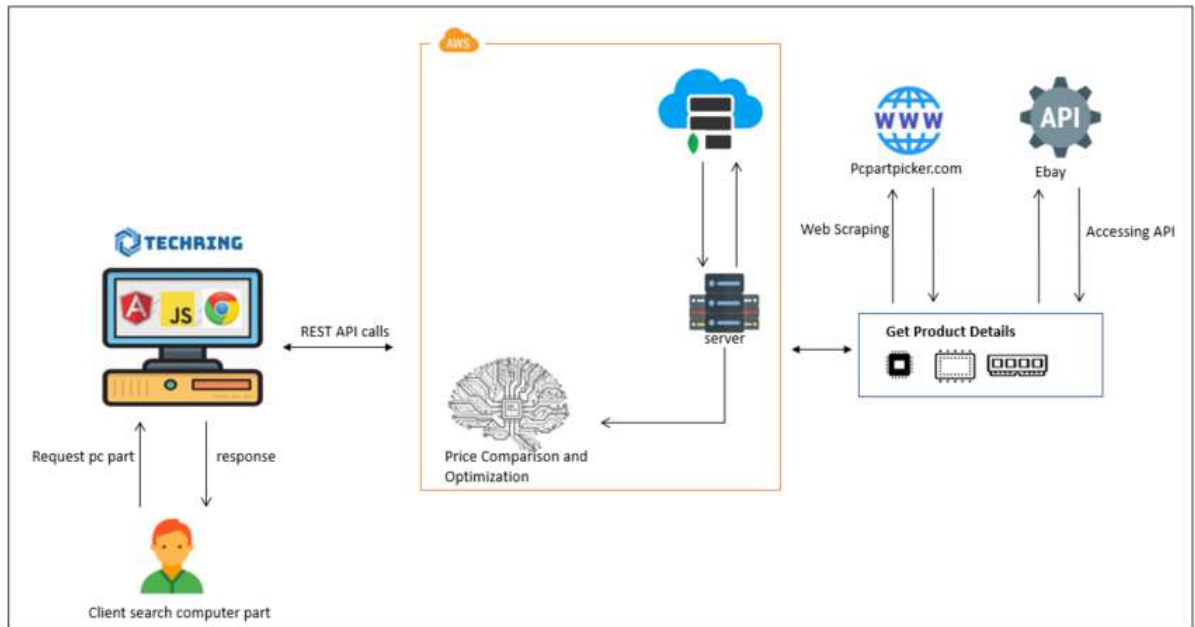 AWS
WWW
API
Pcpartpicker.com
Ebay
Web Scraping
Accessing API
TECHRING
JS
REST API calls
server
Get Product Details
Request pc part
response
Price Comparison and
Optimization
Client search computer part